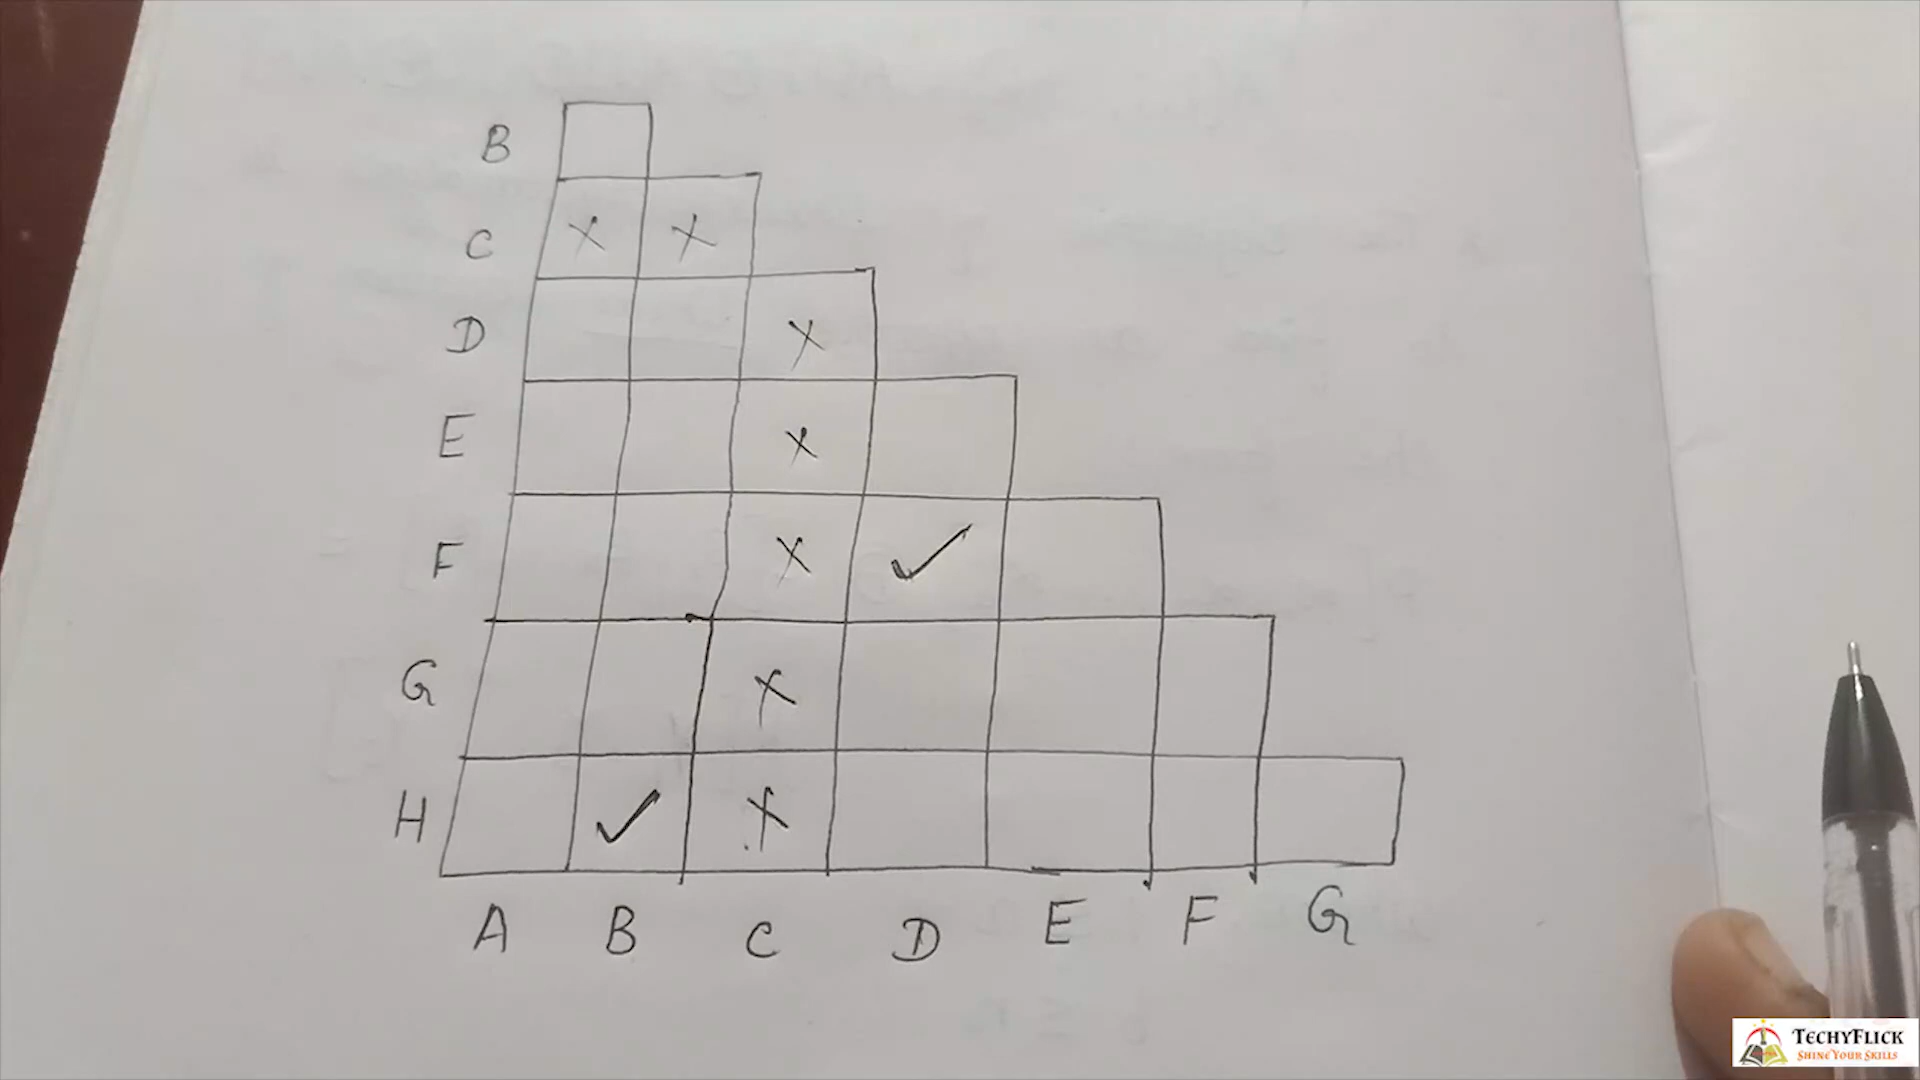 B
C X X
D X
E X
F X ✓
G X
H ✓ X
A B C D E F G
TECHYFLICK
SHINE YOUR SKILLS